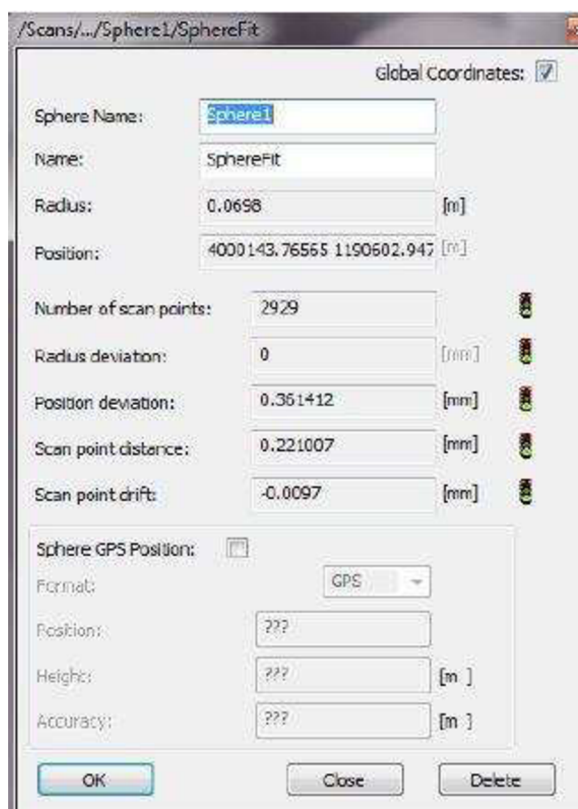 /Scans/.../Sphere1/SphereFit
Global Coordinates:
Sphere Name: Sphere1
Name: SphereFit
Radius: 0.0698 [m]
Position: 4000143.76565 1190602.947 [m]
Number of scan points: 2929
Radius deviation: 0 [mm]
Position deviation: 0.361412 [mm]
Scan point distance: 0.221007 [mm]
Scan point drift: -0.0097 [mm]
Sphere GPS Position:
Format: GPS
Position: ???
Height: ??? [m ]
Accuracy: ??? [m ]
OK Close Delete